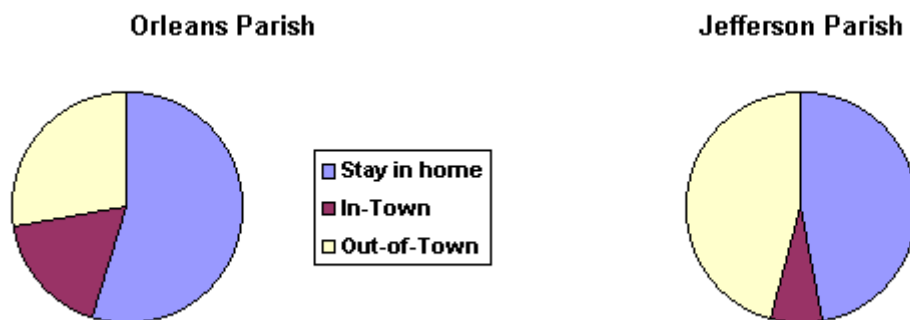 Orleans Parish
Jefferson Parish
Stay in home
In-Town
Out-of-Town